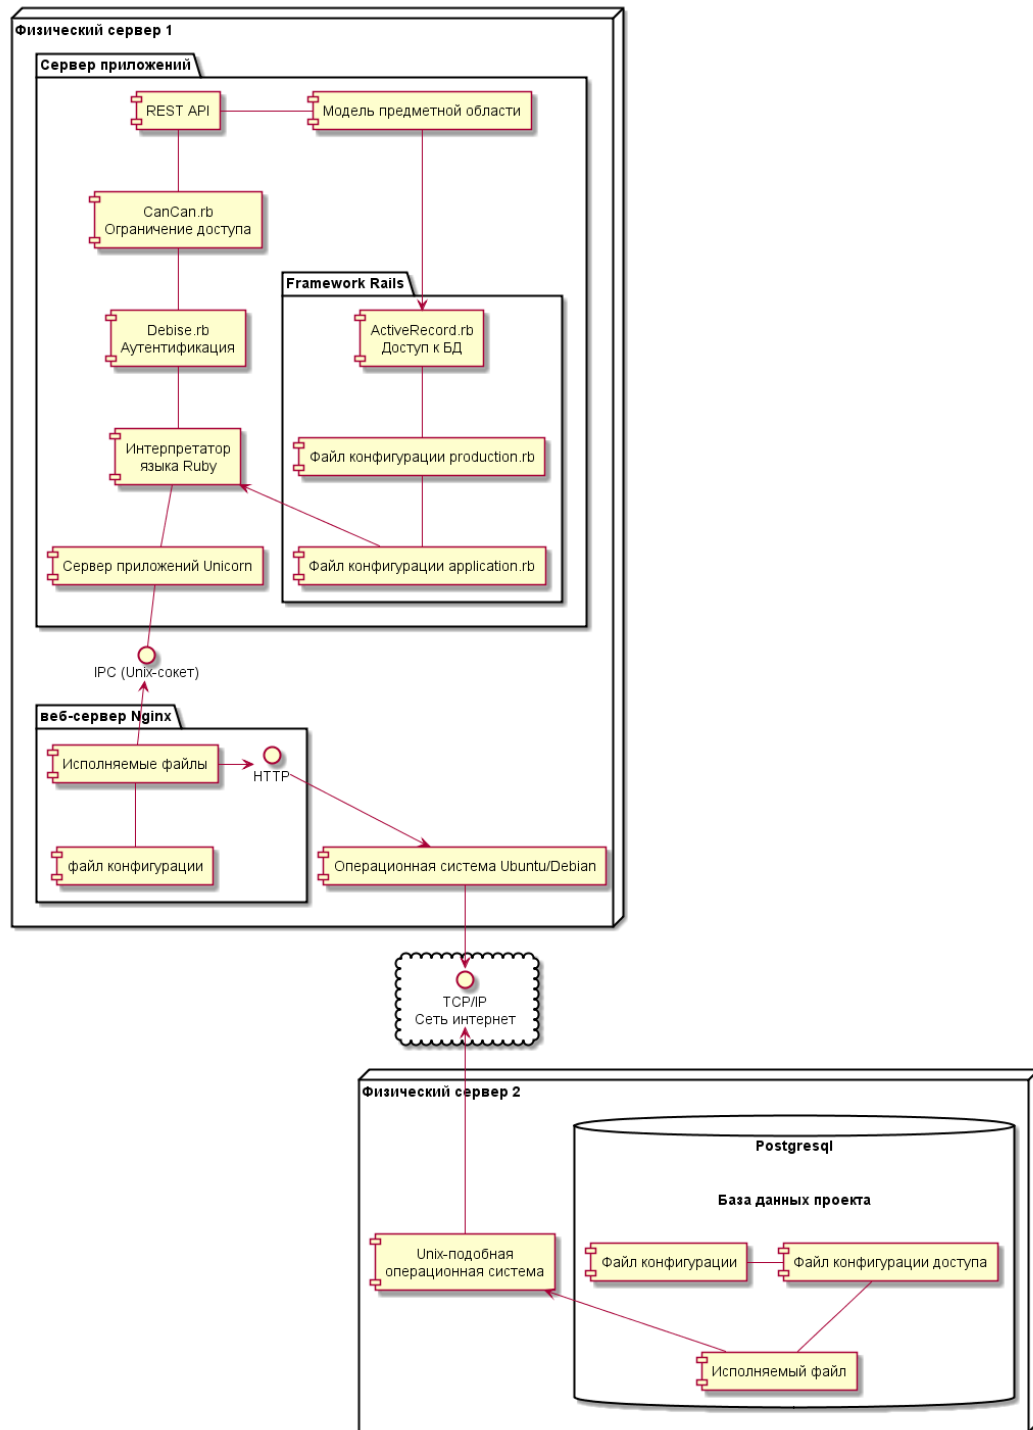 Физический сервер 1
Сервер приложений
REST API
Модель предметной области
CanCan.rb
Ограничение доступа
Framework Rails
Debise.rb
Аутентификация
ActiveRecord.rb
Доступ к БД
Интерпретатор
языка Ruby
Файл конфигурации production.rb
Сервер приложений Unicorn
Файл конфигурации application.rb
IPC (Unix-сокет)
веб-сервер Nginx
Исполняемые файлы
HTTP
файл конфигурации
Операционная система Ubuntu/Debian
TCP/IP
Сеть интернет
Физический сервер 2
Postgresql
База данных проекта
Unix-подобная
операционная система
Файл конфигурации
Файл конфигурации доступа
Исполняемый файл